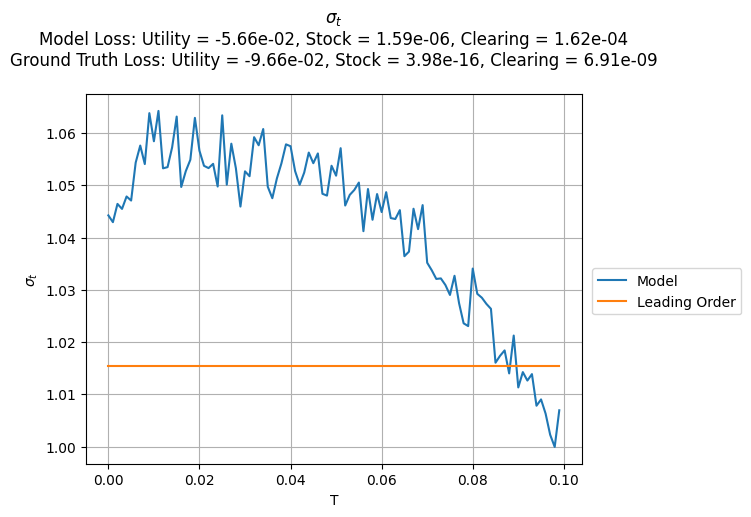 σ_t
Model Loss: Utility = -5.66e-02, Stock = 1.59e-06, Clearing = 1.62e-04
Ground Truth Loss: Utility = -9.66e-02, Stock = 3.98e-16, Clearing = 6.91e-09
1.06
1.05
1.04
1.03
1.02
1.01
1.00
σ_t
0.00 0.02 0.04 0.06 0.08 0.10
T
Model
Leading Order